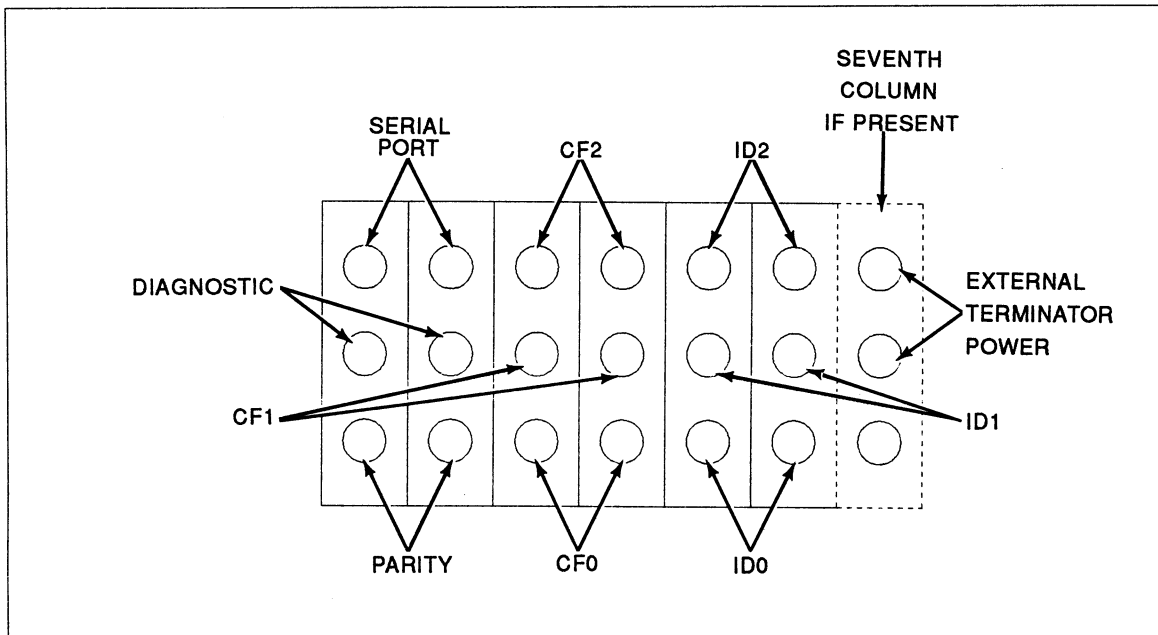 SEVENTH
COLUMN
IF PRESENT
SERIAL
PORT
CF2
ID2
DIAGNOSTIC
EXTERNAL
TERMINATOR
POWER
CF1
ID1
PARITY
CF0
ID0